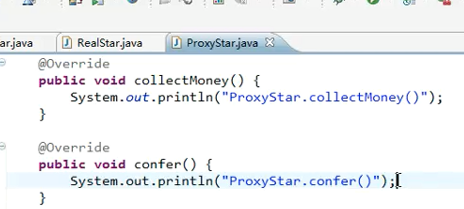 ar.java
RealStar.java
ProxyStar.java
@Override
public void collectMoney() {
System.out.println("ProxyStar.collectMoney()");
}
@Override
public void confer() {
System.out.println("ProxyStar.confer()");
}